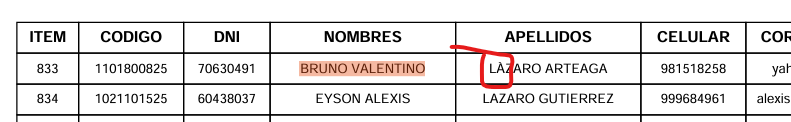 ITEM CODIGO DNI NOMBRES APELLIDOS CELULAR COR
833 1101800825 70630491 BRUNO VALENTINO LÀZARO ARTEAGA 981518258 yah
834 1021101525 60438037 EYSON ALEXIS LAZARO GUTIERREZ 999684961 alexis